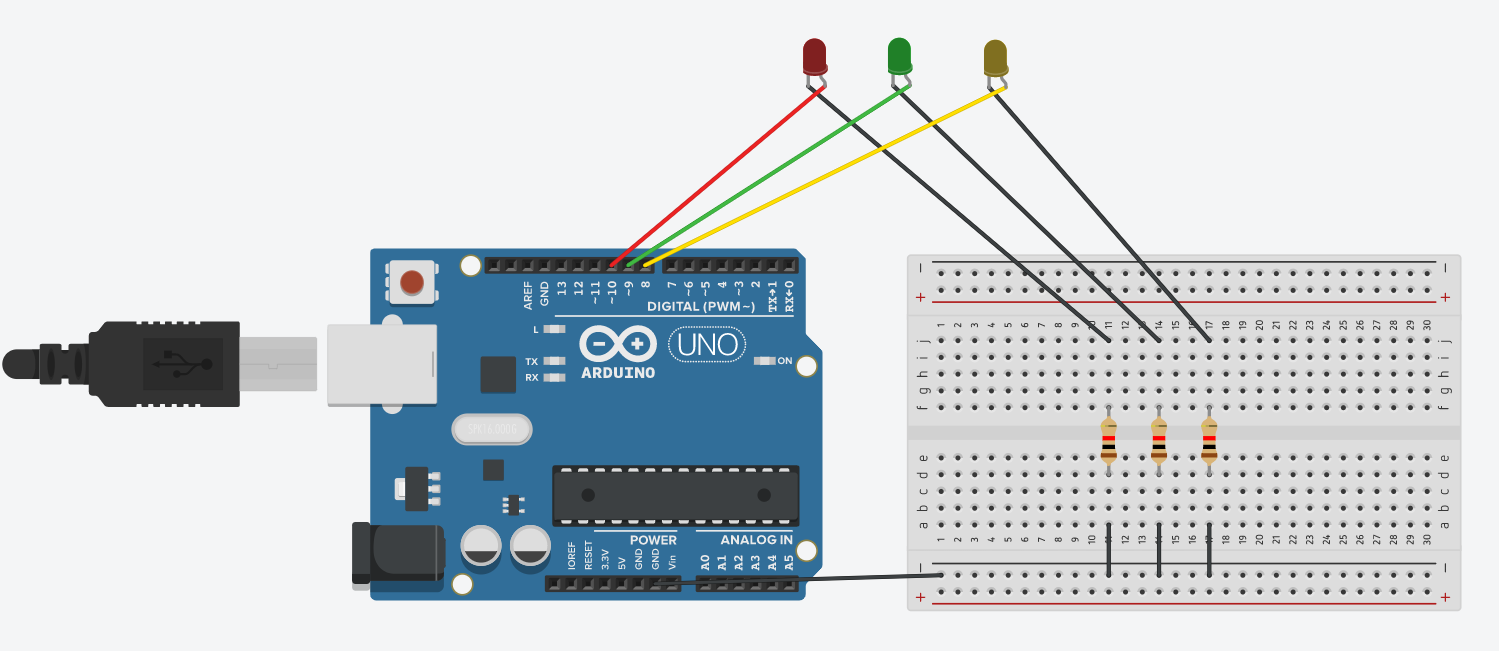 AREF
GND
13
12
~11
~10
~9
8
7
~6
~5
4
~3
2
TX→1
RX←0
DIGITAL (PWM~)
L
TX
RX
UNO
ON
ARDUINO
SPK16.000G
POWER
ANALOG IN
IOREF
RESET
3.3V
5V
GND
GND
Vin
A0
A1
A2
A3
A4
A5
− −
+ +
1 2 3 4 5 6 7 8 9 10 11 12 13 14 15 16 17 18 19 20 21 22 23 24 25 26 27 28 29 30
j j
i i
h h
g g
f f
e e
d d
c c
b b
a a
1 2 3 4 5 6 7 8 9 10 11 12 13 14 15 16 17 18 19 20 21 22 23 24 25 26 27 28 29 30
− −
+ +